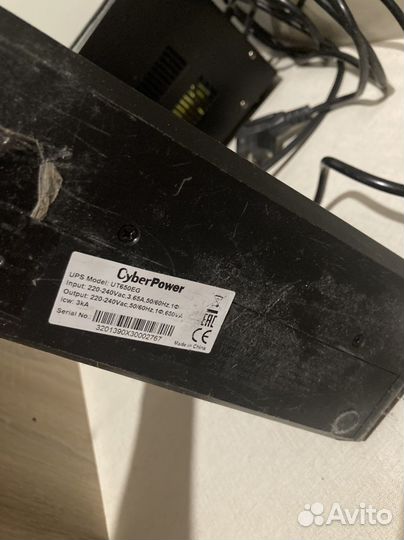 CyberPower
UPS Model: UT650EG
Input: 220-240Vac, 3.65A,50/60Hz,1Φ
Output: 220-240Vac,50/60Hz,1Φ,650VA
Icw: 3kA
Serial No.:
3201390X30002767
EAC
CE
Made in China
Avito